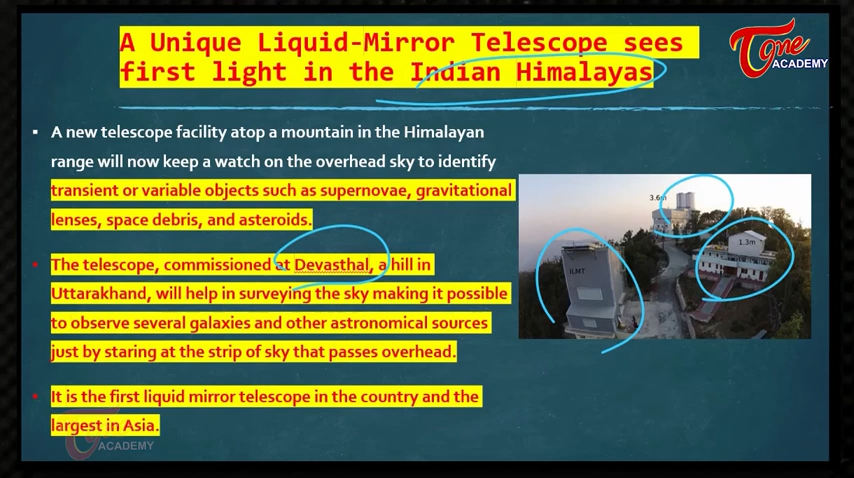 A Unique Liquid-Mirror Telescope sees
first light in the Indian Himalayas
Tone
ACADEMY
A new telescope facility atop a mountain in the Himalayan
range will now keep a watch on the overhead sky to identify
transient or variable objects such as supernovae, gravitational
lenses, space debris, and asteroids.
The telescope, commissioned at Devasthal, a hill in
Uttarakhand, will help in surveying the sky making it possible
to observe several galaxies and other astronomical sources
just by staring at the strip of sky that passes overhead.
It is the first liquid mirror telescope in the country and the
largest in Asia.
3.6m
1.3m
ILMT
ACADEMY